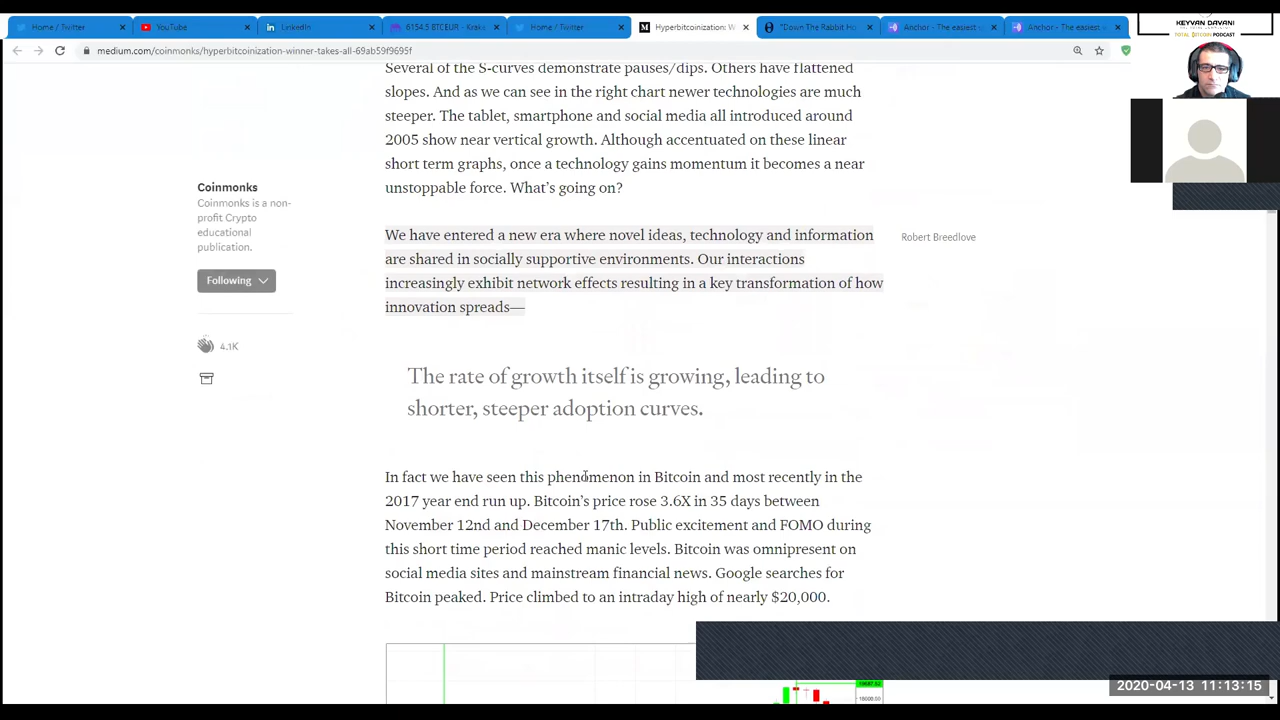 Home / Twitter
YouTube
LinkedIn
6154.5 BTCEUR - Krak
Home / Twitter
Hyperbitcoinization: W
"Down The Rabbit Ho
Anchor - The easiest
Anchor - The easiest
KEYVAN DAVANI
TOTAL BITCOIN PODCAST
medium.com/coinmonks/hyperbitcoinization-winner-takes-all-69ab59f9695f
Several of the S-curves demonstrate pauses/dips. Others have flattened
slopes. And as we can see in the right chart newer technologies are much
steeper. The tablet, smartphone and social media all introduced around
2005 show near vertical growth. Although accentuated on these linear
short term graphs, once a technology gains momentum it becomes a near
unstoppable force. What's going on?
Coinmonks
Coinmonks is a non-
profit Crypto
educational
publication.
Following
4.1K
We have entered a new era where novel ideas, technology and information
are shared in socially supportive environments. Our interactions
increasingly exhibit network effects resulting in a key transformation of how
innovation spreads—
Robert Breedlove
The rate of growth itself is growing, leading to
shorter, steeper adoption curves.
In fact we have seen this phenomenon in Bitcoin and most recently in the
2017 year end run up. Bitcoin's price rose 3.6X in 35 days between
November 12nd and December 17th. Public excitement and FOMO during
this short time period reached manic levels. Bitcoin was omnipresent on
social media sites and mainstream financial news. Google searches for
Bitcoin peaked. Price climbed to an intraday high of nearly $20,000.
18000.00
2020-04-13 11:13:15